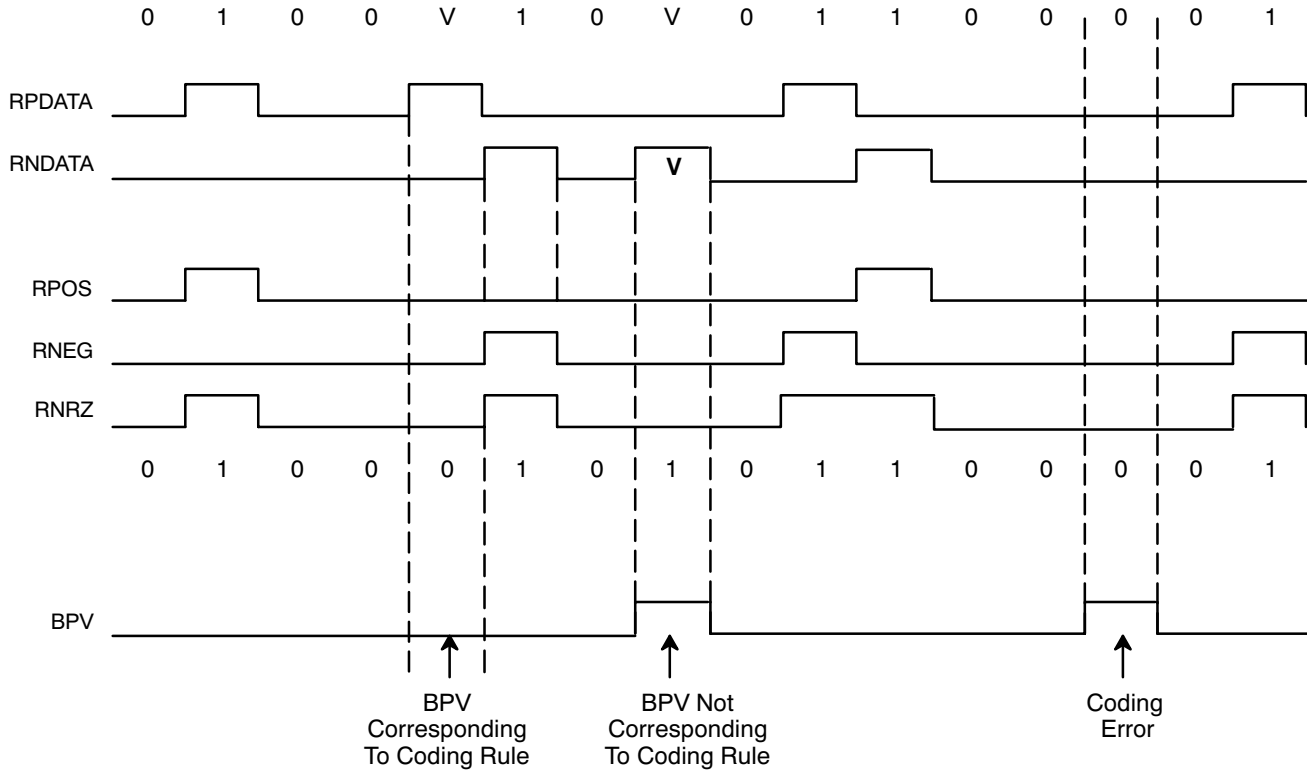 0 1 0 0 V 1 0 V 0 1 1 0 0 0 0 1
RPDATA
RNDATA
V
RPOS
RNEG
RNRZ
0 1 0 0 0 1 0 1 0 1 1 0 0 0 0 1
BPV
BPV
Corresponding
To Coding Rule
BPV Not
Corresponding
To Coding Rule
Coding
Error